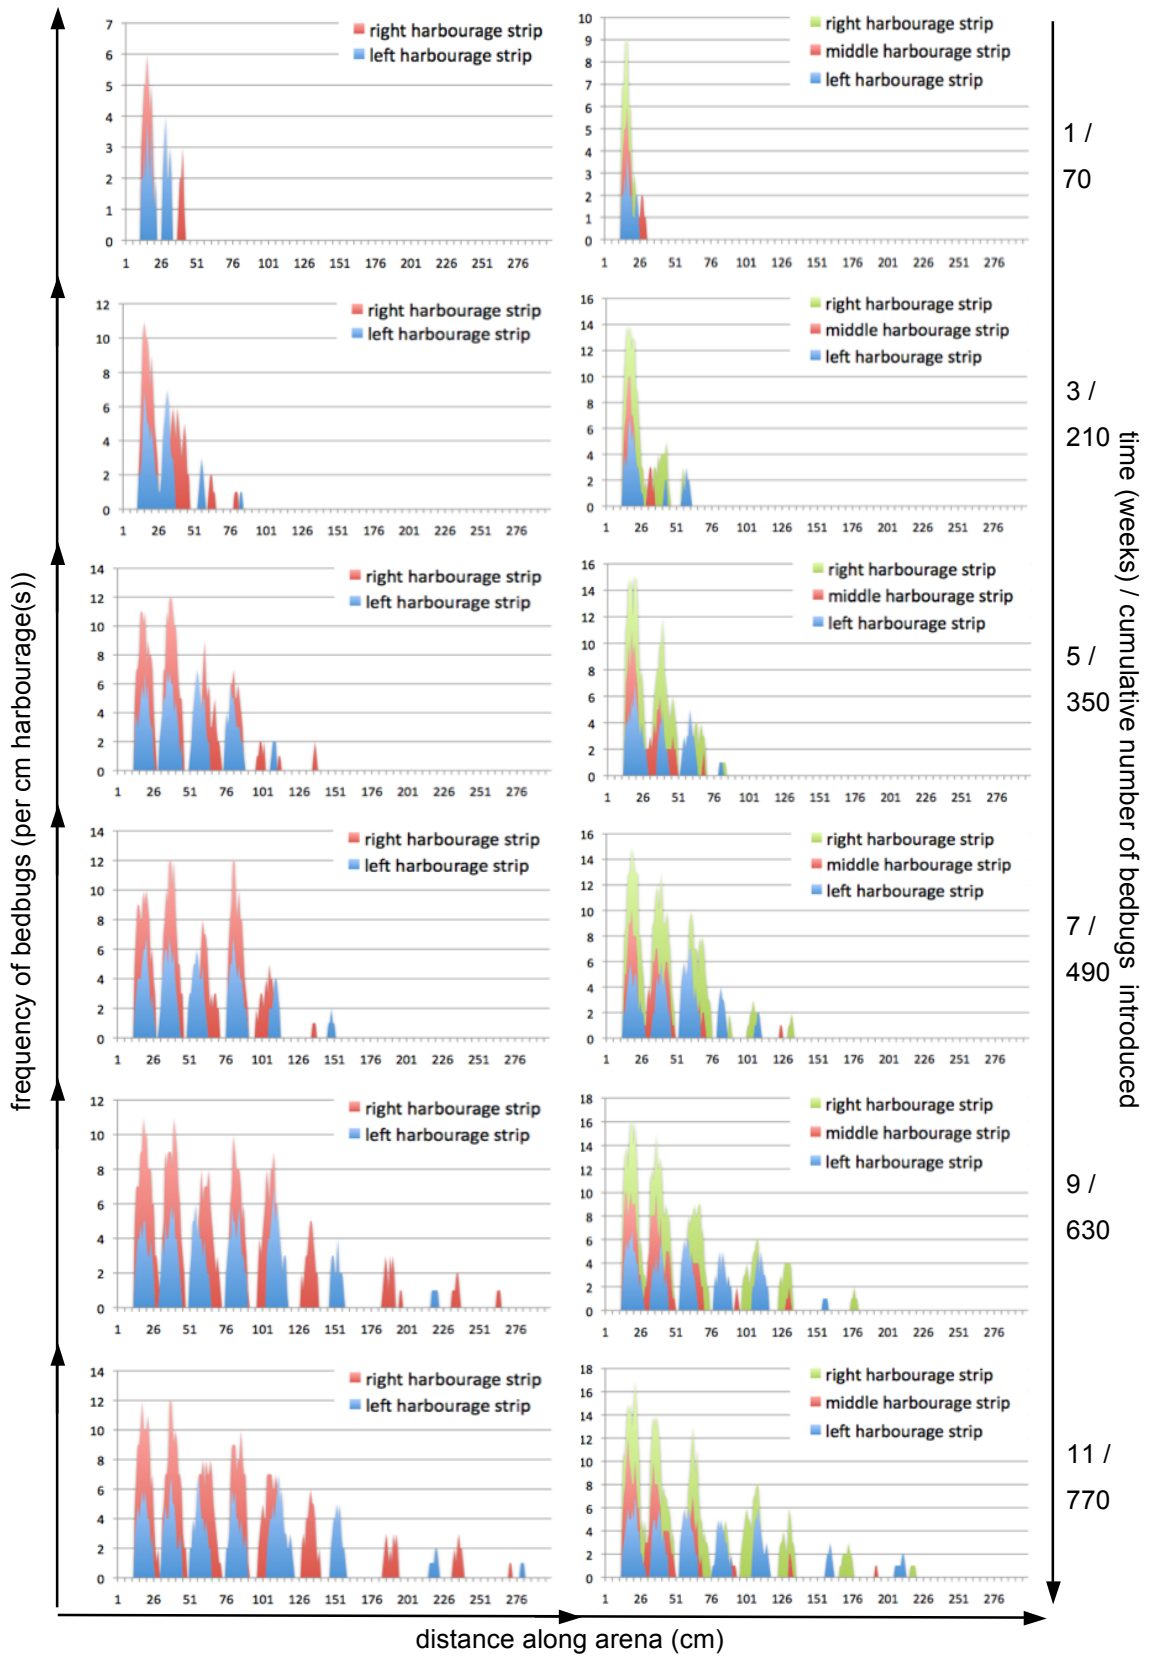 frequency of bedbugs (per cm harbourage(s))
7
6
5
4
3
2
1
0
1 26 51 76 101 126 151 176 201 226 251 276
right harbourage strip
left harbourage strip
10
9
8
7
6
5
4
3
2
1
0
1 26 51 76 101 126 151 176 201 226 251 276
right harbourage strip
middle harbourage strip
left harbourage strip
1 /
70
12
10
8
6
4
2
0
1 26 51 76 101 126 151 176 201 226 251 276
right harbourage strip
left harbourage strip
16
14
12
10
8
6
4
2
0
1 26 51 76 101 126 151 176 201 226 251 276
right harbourage strip
middle harbourage strip
left harbourage strip
3 /
210
14
12
10
8
6
4
2
0
1 26 51 76 101 126 151 176 201 226 251 276
right harbourage strip
left harbourage strip
16
14
12
10
8
6
4
2
0
1 26 51 76 101 126 151 176 201 226 251 276
right harbourage strip
middle harbourage strip
left harbourage strip
5 /
350
14
12
10
8
6
4
2
0
1 26 51 76 101 126 151 176 201 226 251 276
right harbourage strip
left harbourage strip
16
14
12
10
8
6
4
2
0
1 26 51 76 101 126 151 176 201 226 251 276
right harbourage strip
middle harbourage strip
left harbourage strip
7 /
490
12
10
8
6
4
2
0
1 26 51 76 101 126 151 176 201 226 251 276
right harbourage strip
left harbourage strip
18
16
14
12
10
8
6
4
2
0
1 26 51 76 101 126 151 176 201 226 251 276
right harbourage strip
middle harbourage strip
left harbourage strip
9 /
630
14
12
10
8
6
4
2
0
1 26 51 76 101 126 151 176 201 226 251 276
right harbourage strip
left harbourage strip
18
16
14
12
10
8
6
4
2
0
1 26 51 76 101 126 151 176 201 226 251 276
right harbourage strip
middle harbourage strip
left harbourage strip
11 /
770
time (weeks) / cumulative number of bedbugs introduced
distance along arena (cm)